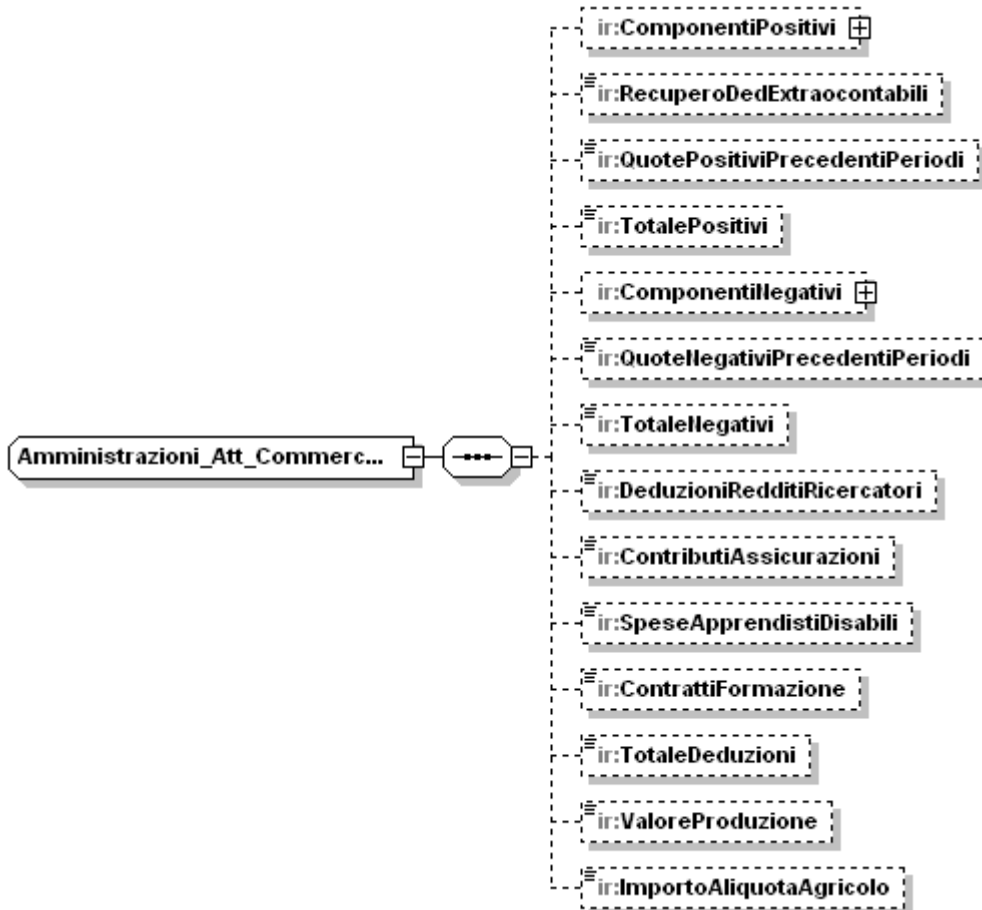 ir:ComponentiPositivi
ir:RecuperoDedExtraocontabili
ir:QuotePositiviPrecedentiPeriodi
ir:TotalePositivi
ir:ComponentiNegativi
ir:QuoteNegativiPrecedentiPeriodi
ir:TotaleNegativi
Amministrazioni_Att_Commerc...
ir:DeduzioniRedditiRicercatori
ir:ContributiAssicurazioni
ir:SpeseApprendistiDisabili
ir:ContrattiFormazione
ir:TotaleDeduzioni
ir:ValoreProduzione
ir:ImportoAliquotaAgricolo